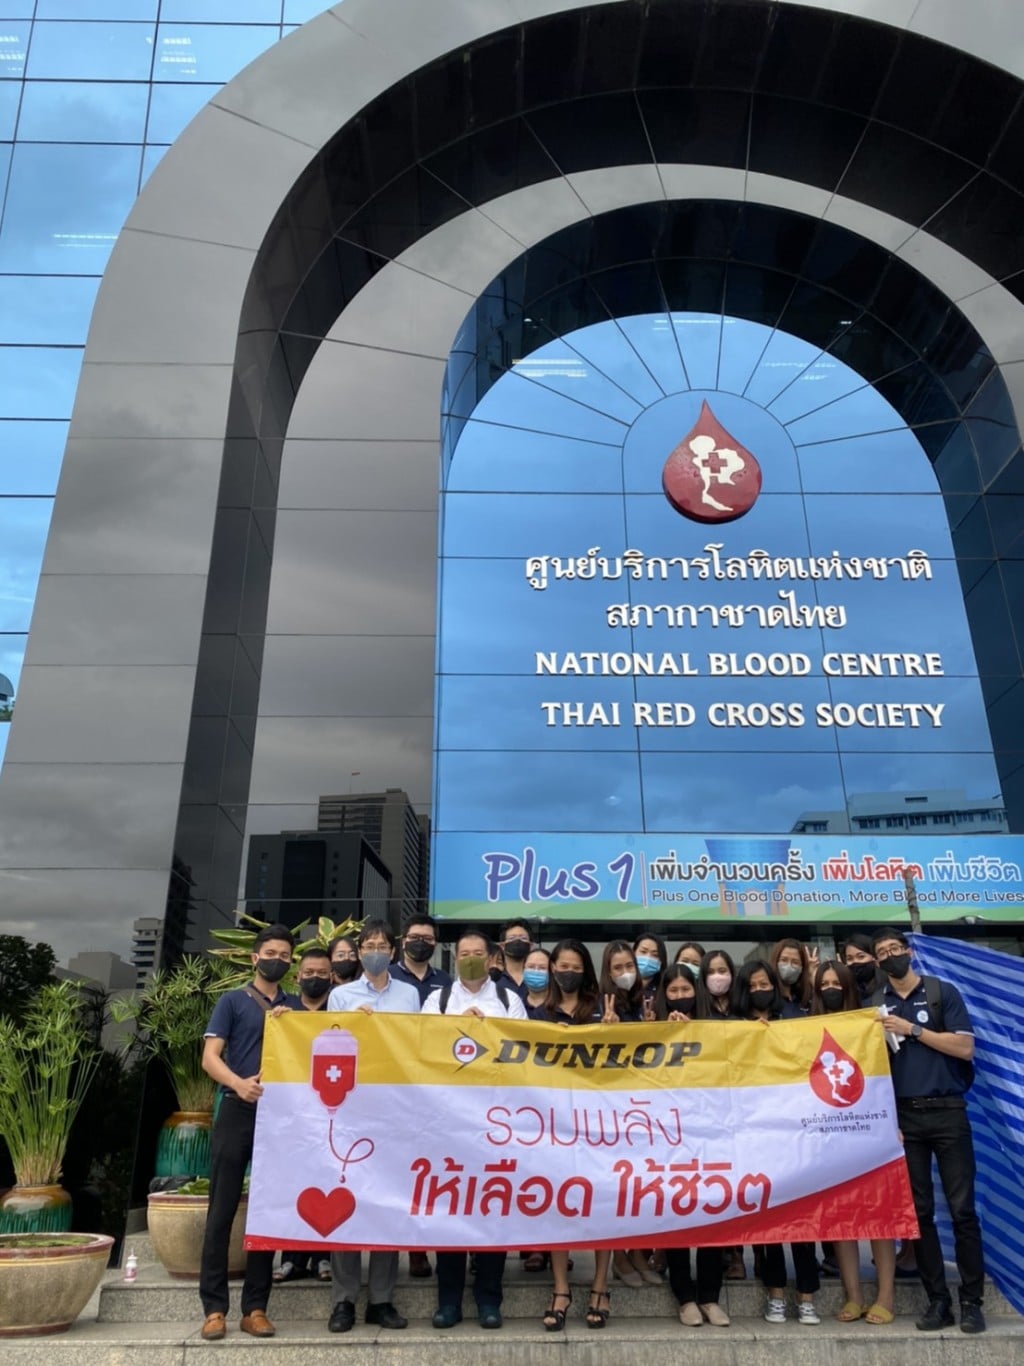 ศูนย์บริการโลหิตแห่งชาติ
สภากาชาดไทย
NATIONAL BLOOD CENTRE
THAI RED CROSS SOCIETY
Plus 1
เพิ่มจำนวนครั้ง เพิ่มโลหิต เพิ่มชีวิต
Plus One Blood Donation, More Blood More Lives
D DUNLOP
รวมพลัง
ให้เลือด ให้ชีวิต
ศูนย์บริการโลหิตแห่งชาติ
สภากาชาดไทย